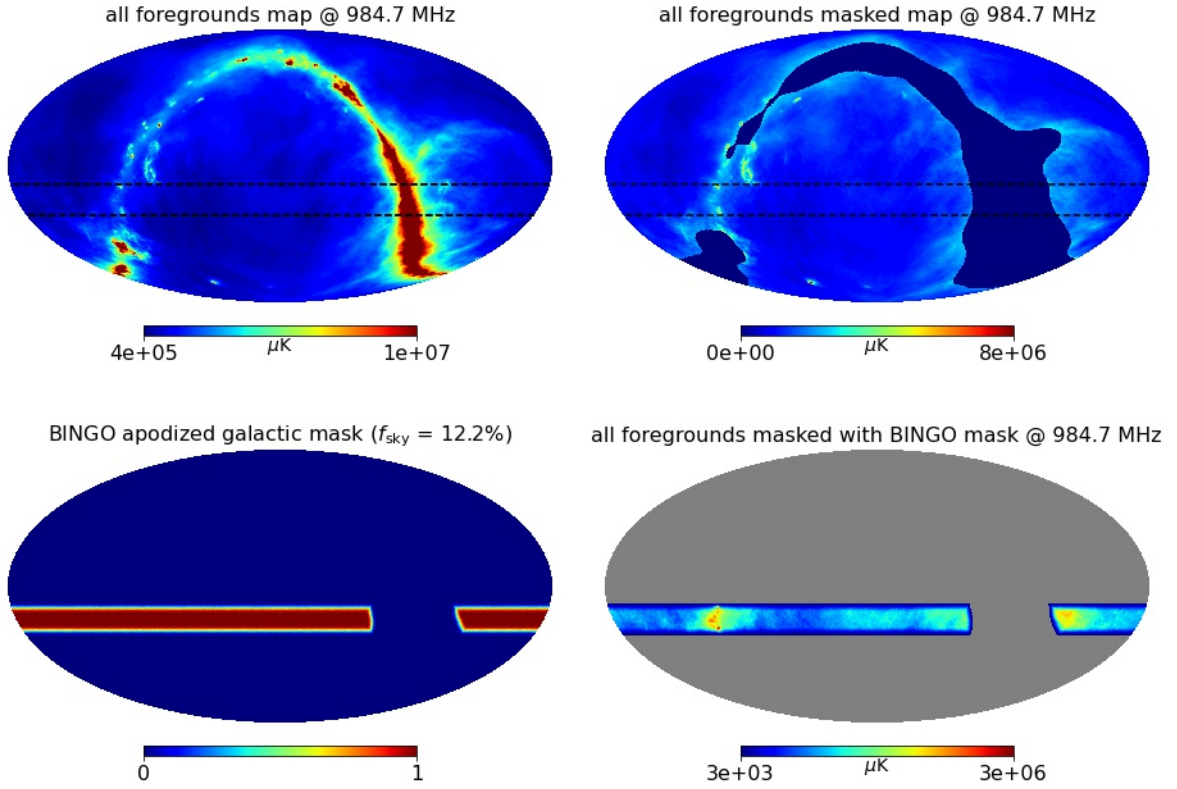 all foregrounds map @ 984.7 MHz
all foregrounds masked map @ 984.7 MHz
4e+05 μK 1e+07
0e+00 μK 8e+06
BINGO apodized galactic mask (fsky = 12.2%)
all foregrounds masked with BINGO mask @ 984.7 MHz
0 1
3e+03 μK 3e+06